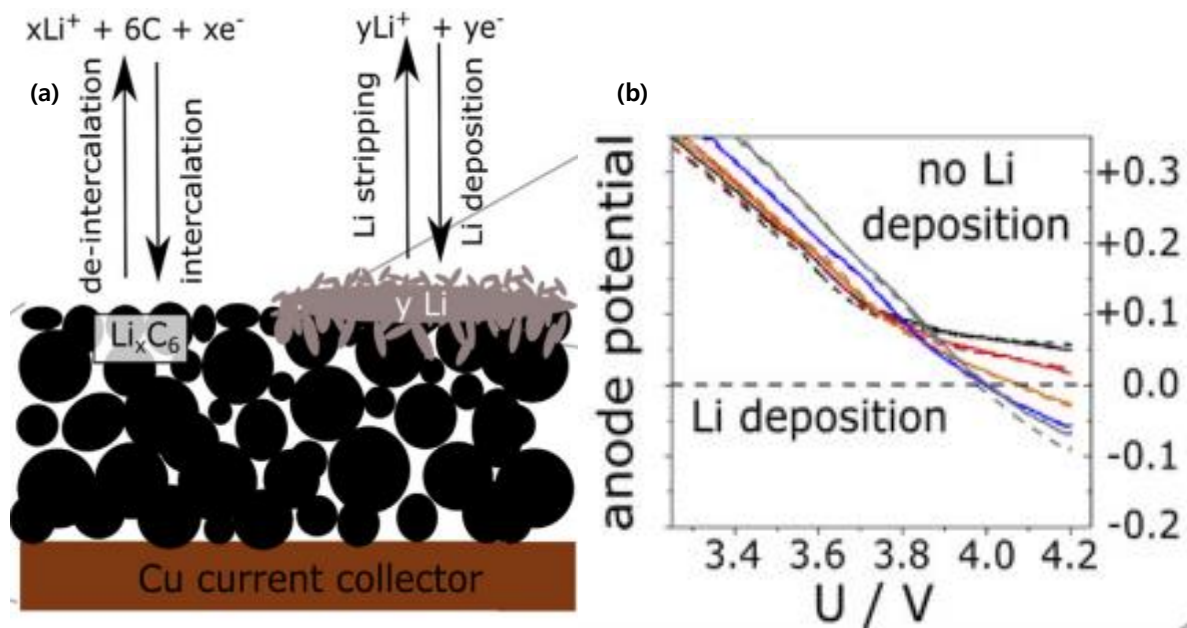 xLi⁺ + 6C + xe⁻
yLi⁺ + ye⁻
(a)
de-intercalation
intercalation
Li stripping
Li deposition
y Li
LiₓC₆
Cu current collector
(b)
anode potential
no Li
deposition
Li deposition
+0.3
+0.2
+0.1
0.0
-0.1
-0.2
3.4 3.6 3.8 4.0 4.2
U / V